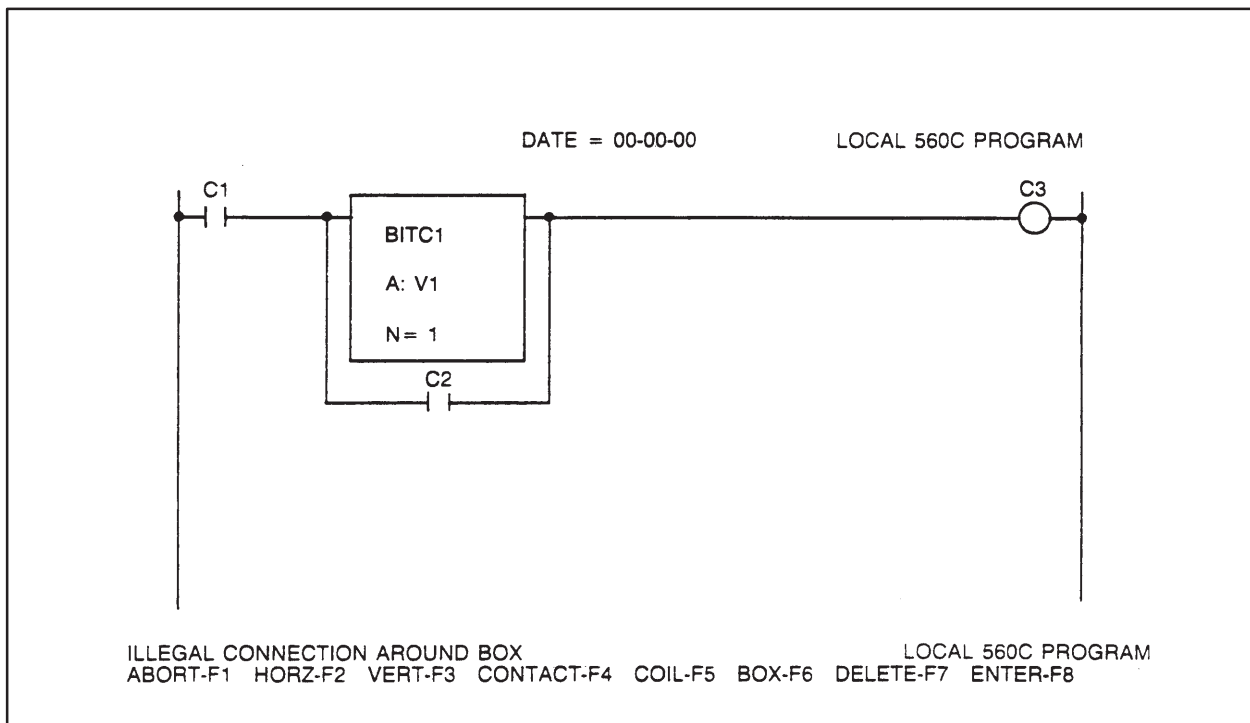 DATE = 00-00-00 LOCAL 560C PROGRAM
C1 C3
BITC1
A: V1
N= 1
C2
ILLEGAL CONNECTION AROUND BOX LOCAL 560C PROGRAM
ABORT-F1 HORZ-F2 VERT-F3 CONTACT-F4 COIL-F5 BOX-F6 DELETE-F7 ENTER-F8